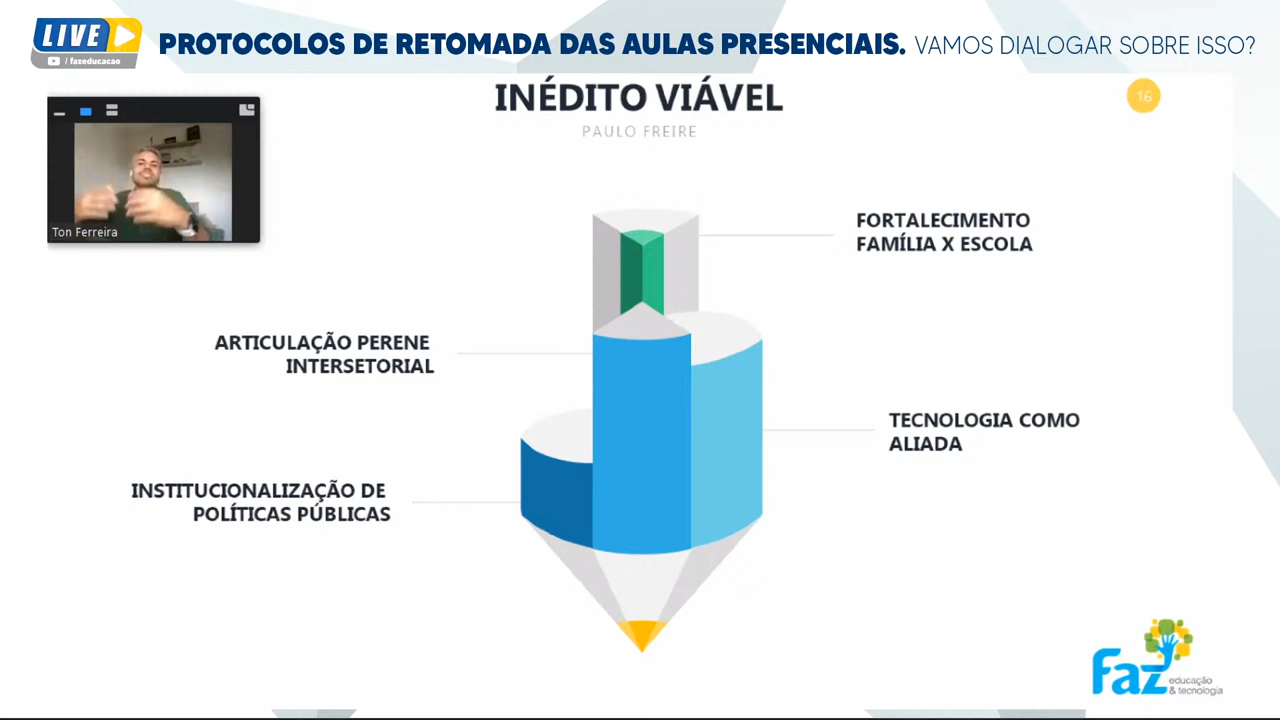 LIVE
/ fazeducacao
PROTOCOLOS DE RETOMADA DAS AULAS PRESENCIAIS. VAMOS DIALOGAR SOBRE ISSO?
INÉDITO VIÁVEL
PAULO FREIRE
16
Ton Ferreira
FORTALECIMENTO
FAMÍLIA X ESCOLA
ARTICULAÇÃO PERENE
INTERSETORIAL
TECNOLOGIA COMO
ALIADA
INSTITUCIONALIZAÇÃO DE
POLÍTICAS PÚBLICAS
faz educação
& tecnologia